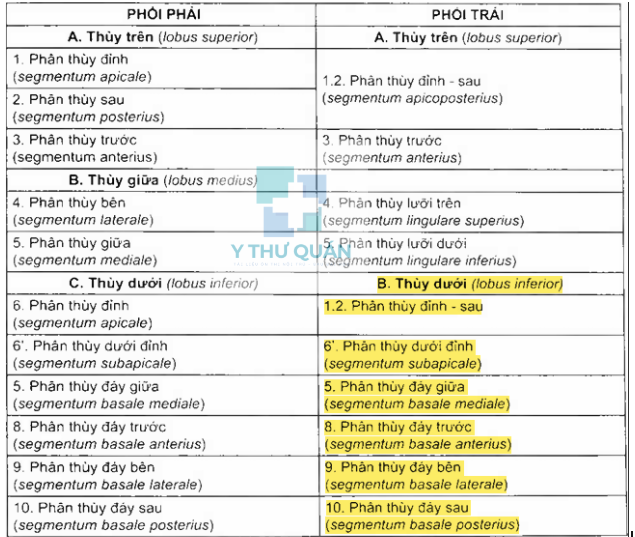 PHỔI PHẢI
PHỔI TRÁI
A. Thùy trên (lobus superior)
A. Thùy trên (lobus superior)
1. Phân thùy đỉnh
(segmentum apicale)
1.2. Phân thùy đỉnh - sau
(segmentum apicoposterius)
2. Phân thùy sau
(segmentum posterius)
3. Phân thùy trước
(segmentum anterius)
3. Phân thùy trước
(segmentum anterius)
B. Thùy giữa (lobus medius)
4. Phân thùy bên
(segmentum laterale)
4. Phân thùy lưỡi trên
(segmentum lingulare superius)
5. Phân thùy giữa
(segmentum mediale)
5. Phân thùy lưỡi dưới
(segmentum lingulare inferius)
Y THƯ QUÁN
C. Thùy dưới (lobus inferior)
B. Thùy dưới (lobus inferior)
6. Phân thùy đỉnh
(segmentum apicale)
1.2. Phân thùy đỉnh - sau
6'. Phân thùy dưới đỉnh
(segmentum subapicale)
6'. Phân thùy dưới đỉnh
(segmentum subapicale)
5. Phân thùy đáy giữa
(segmentum basale mediale)
5. Phân thùy đáy giữa
(segmentum basale mediale)
8. Phân thùy đáy trước
(segmentum basale anterius)
8. Phân thùy đáy trước
(segmentum basale anterius)
9. Phân thùy đáy bên
(segmentum basale laterale)
9. Phân thùy đáy bên
(segmentum basale laterale)
10. Phân thùy đáy sau
(segmentum basale posterius)
10. Phân thùy đáy sau
(segmentum basale posterius)